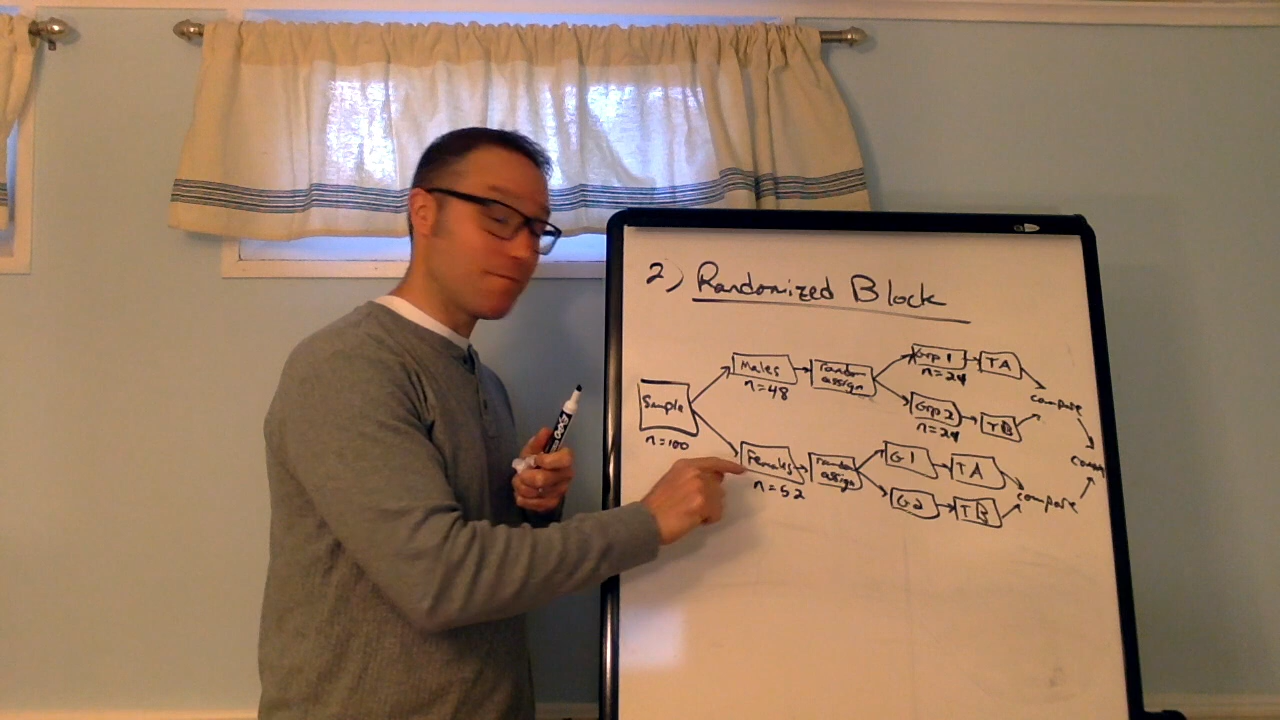 2) Randomized Block
Sample
n=100
Males
n=48
random
assign
Grp 1
n=24
TA
Grp 2
n=24
TB
compare
Females
n=52
random
assign
G1
TA
G2
TB
compare
EXPO